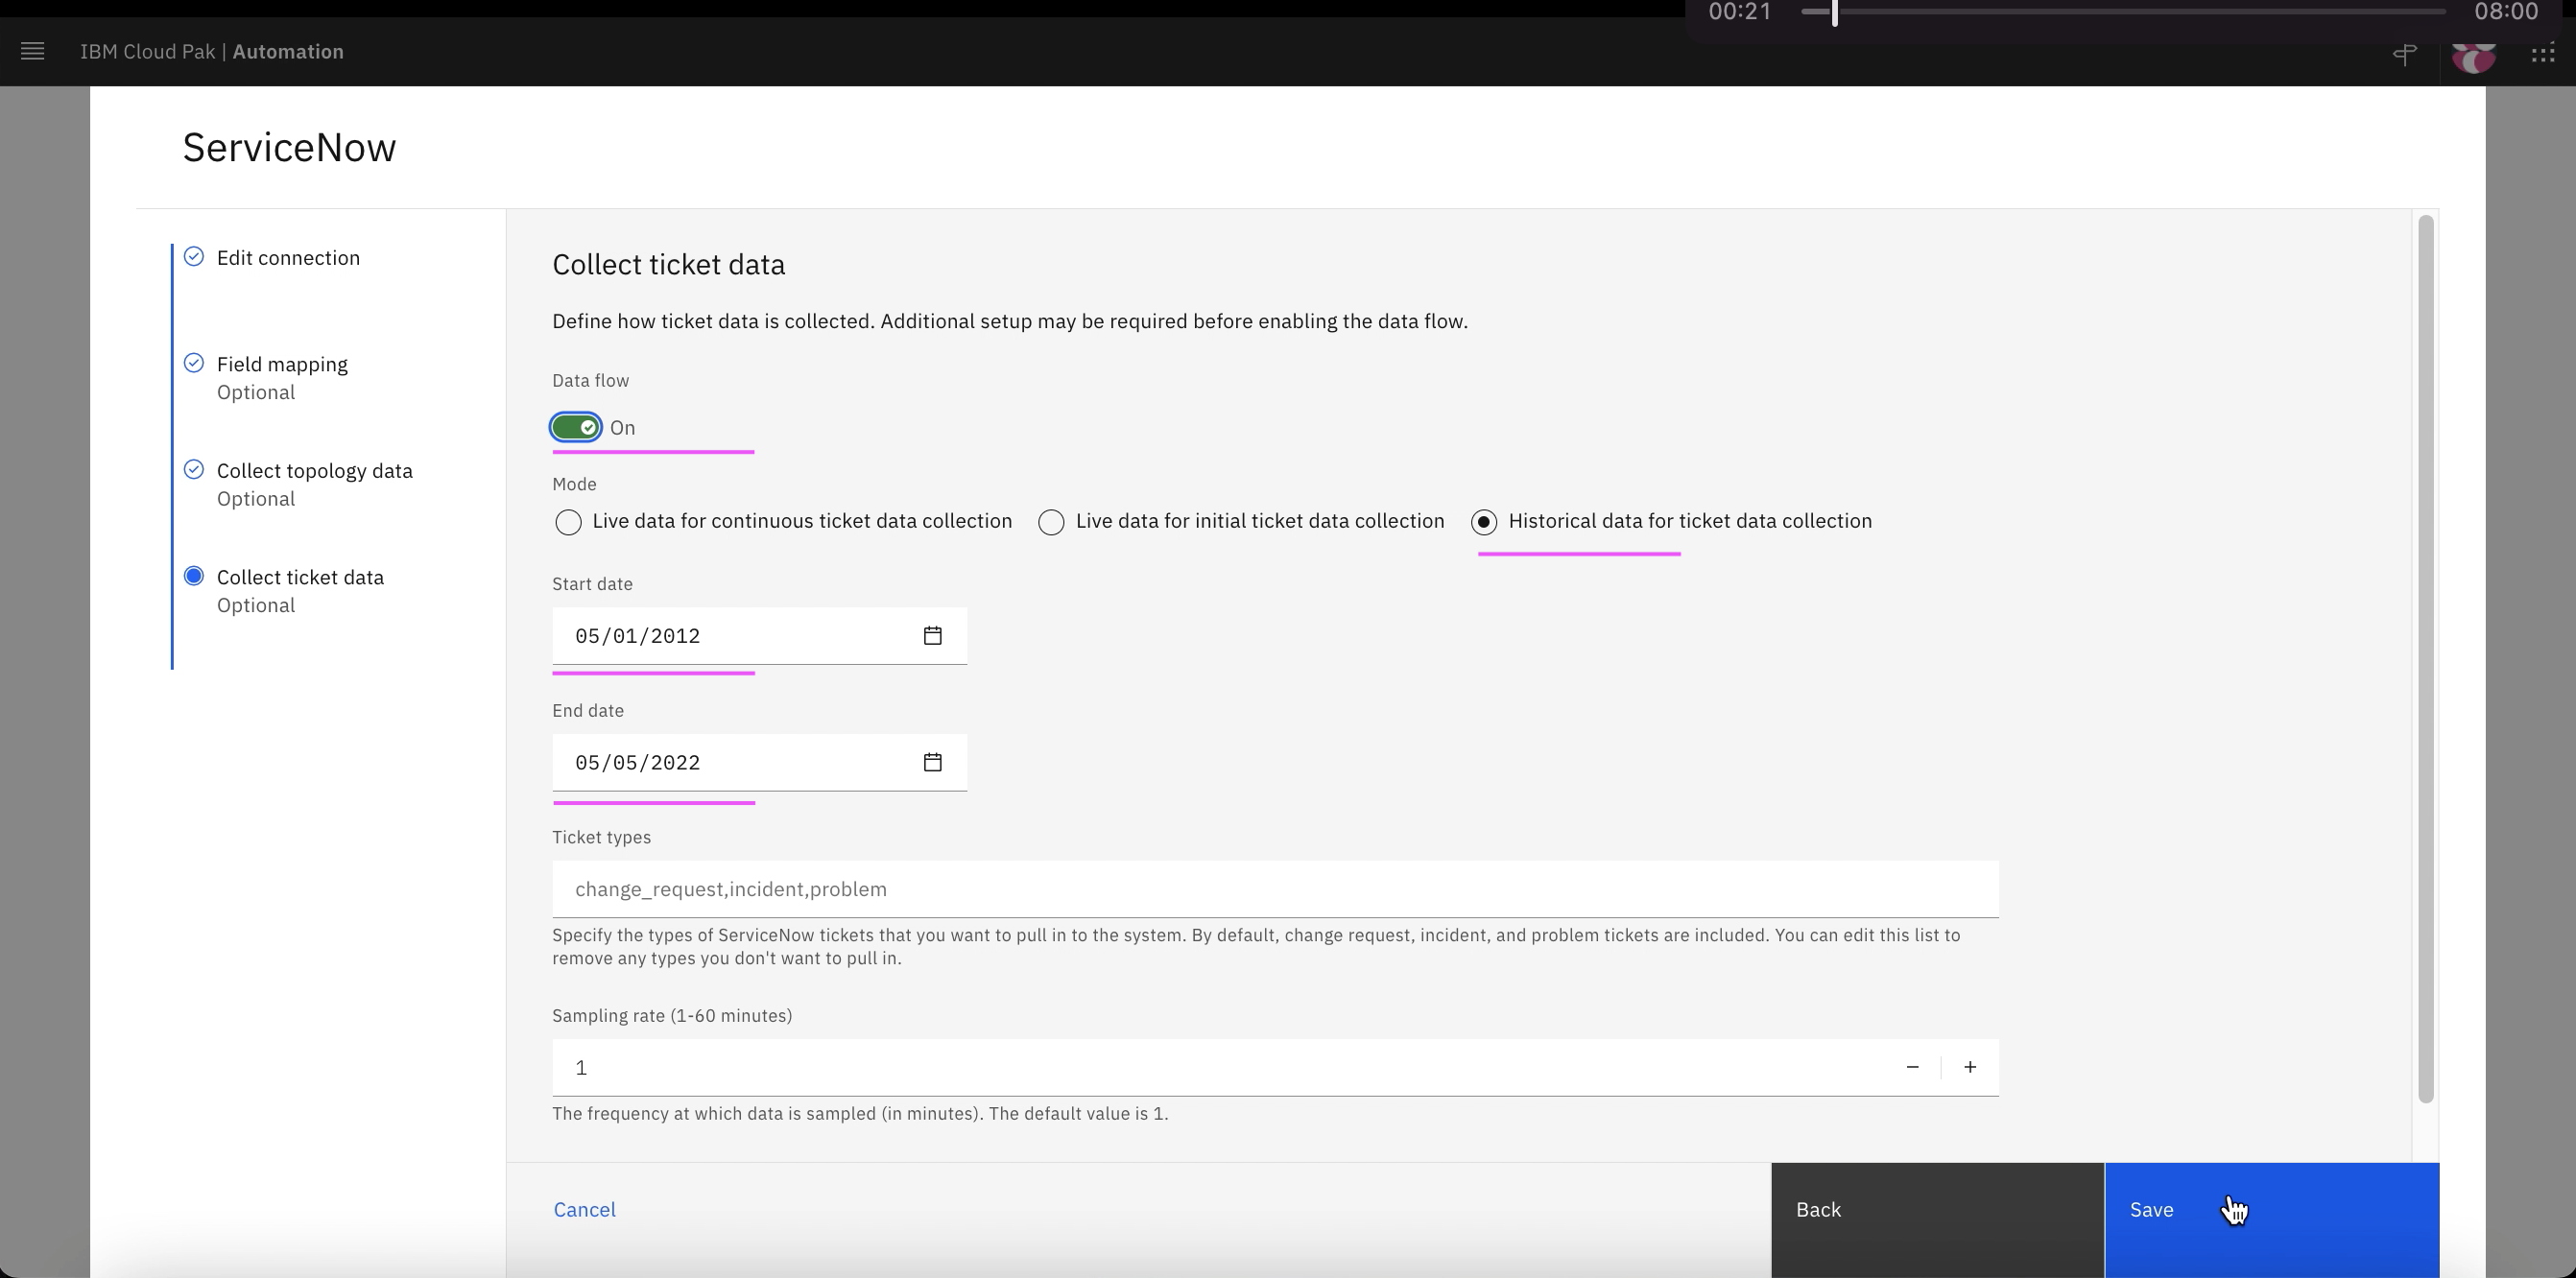 00:21 08:00
IBM Cloud Pak | Automation
ServiceNow
Edit connection
Field mapping
Optional
Collect topology data
Optional
Collect ticket data
Optional
Collect ticket data
Define how ticket data is collected. Additional setup may be required before enabling the data flow.
Data flow
On
Mode
Live data for continuous ticket data collection Live data for initial ticket data collection Historical data for ticket data collection
Start date
05/01/2012
End date
05/05/2022
Ticket types
change_request,incident,problem
Specify the types of ServiceNow tickets that you want to pull in to the system. By default, change request, incident, and problem tickets are included. You can edit this list to
remove any types you don't want to pull in.
Sampling rate (1-60 minutes)
1
The frequency at which data is sampled (in minutes). The default value is 1.
Cancel Back Save